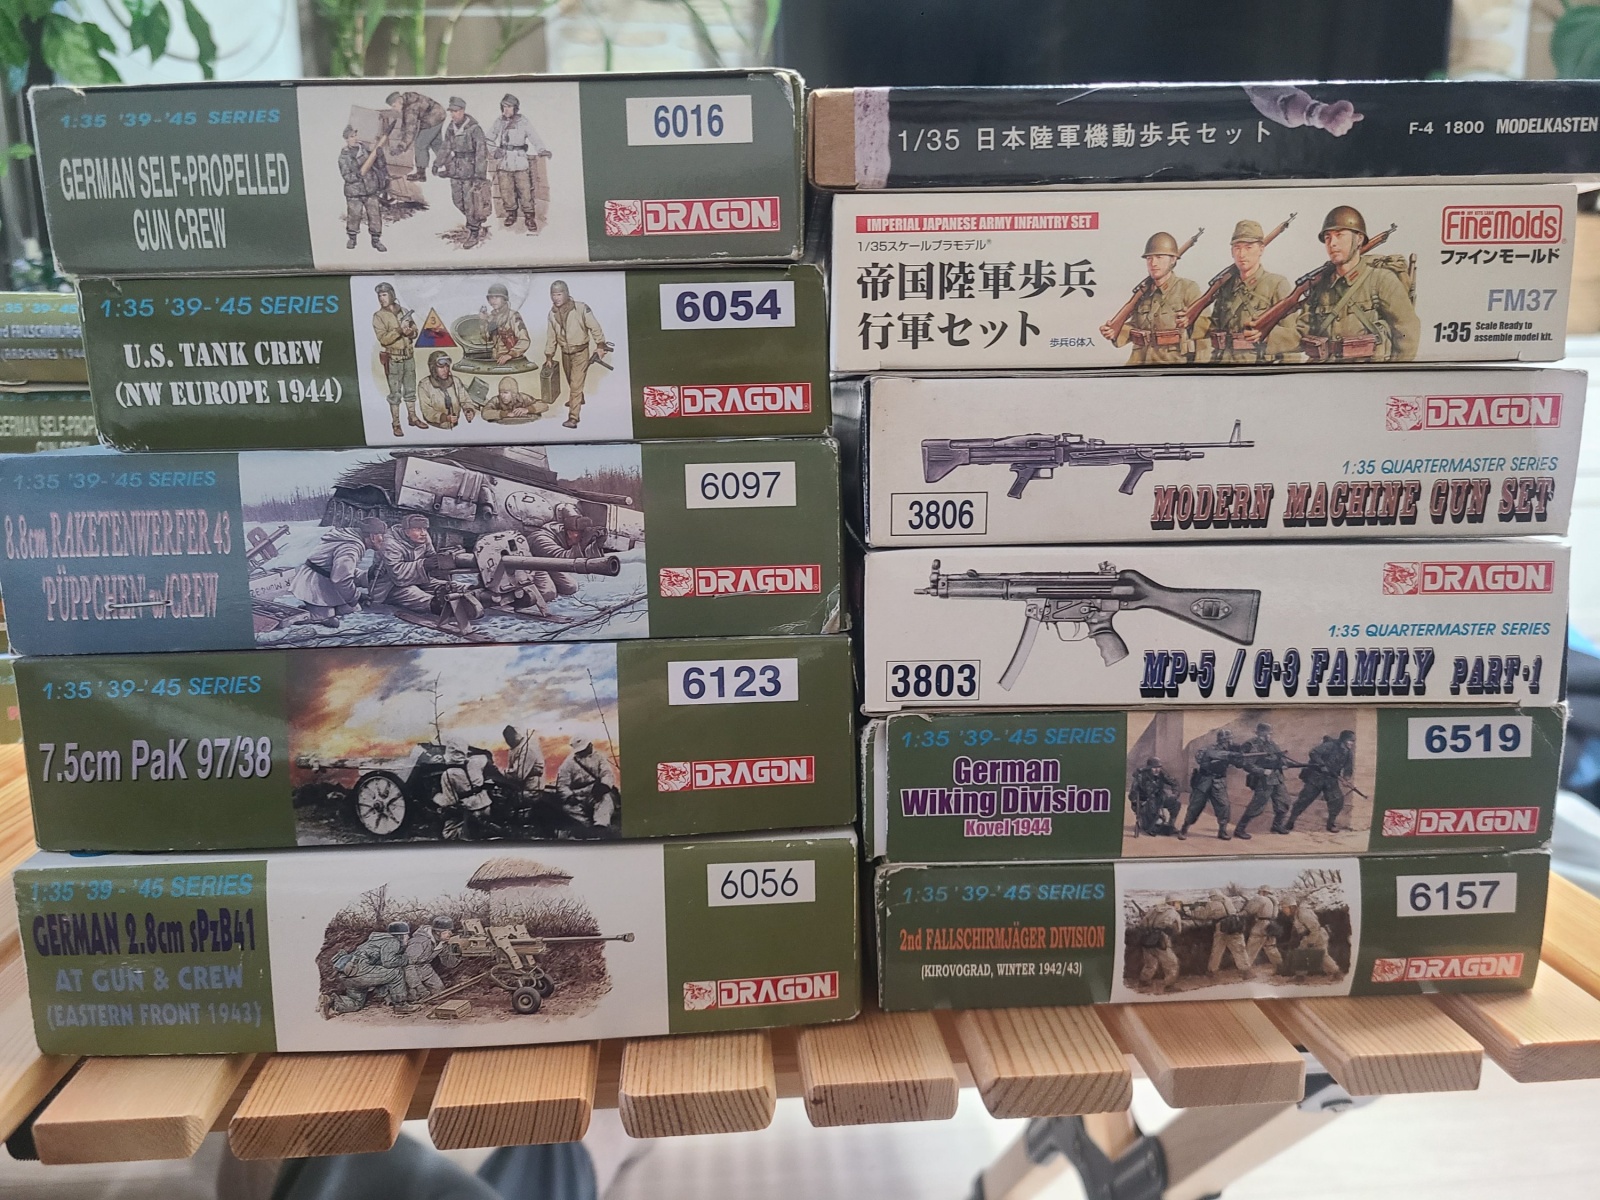 1:35 '39-'45 SERIES
GERMAN SELF-PROPELLED
GUN CREW
6016
DRAGON
1:35 '39-'45 SERIES
U.S. TANK CREW
(NW EUROPE 1944)
6054
DRAGON
1:35 '39-'45 SERIES
8.8cm RAKETENWERFER 43
PÜPPCHEN w/CREW
6097
DRAGON
1:35 '39-'45 SERIES
7.5cm PaK 97/38
6123
DRAGON
1:35 '39-'45 SERIES
GERMAN 2.8cm sPzB41
AT GUN & CREW
(EASTERN FRONT 1943)
6056
DRAGON
1/35 日本陸軍機動歩兵セット
F-4 1800 MODELKASTEN
IMPERIAL JAPANESE ARMY INFANTRY SET
1/35スケールプラモデル®
帝国陸軍歩兵
行軍セット
歩兵6体入
FineMolds
ファインモールド
FM37
1:35 Scale Ready to
assemble model kit.
DRAGON
1:35 QUARTERMASTER SERIES
MODERN MACHINE GUN SET
3806
DRAGON
1:35 QUARTERMASTER SERIES
MP-5 / G-3 FAMILY PART-1
3803
1:35 '39-'45 SERIES
German
Wiking Division
Kovel 1944
6519
DRAGON
1:35 '39-'45 SERIES
2nd FALLSCHIRMJÄGER DIVISION
(KIROVOGRAD, WINTER 1942/43)
6157
DRAGON